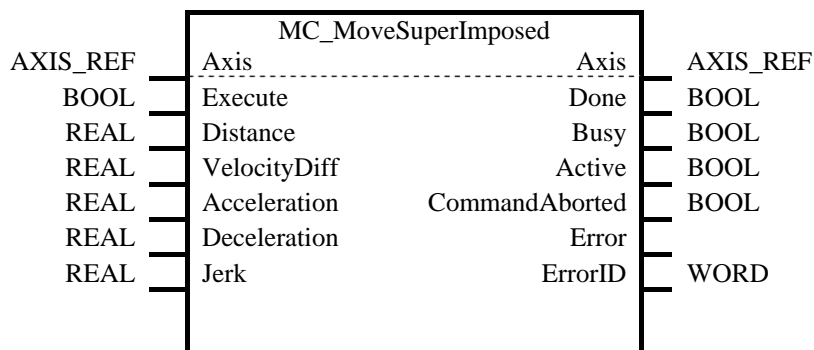 MC_MoveSuperImposed
AXIS_REF Axis Axis AXIS_REF
BOOL Execute Done BOOL
REAL Distance Busy BOOL
REAL VelocityDiff Active BOOL
REAL Acceleration CommandAborted BOOL
REAL Deceleration Error
REAL Jerk ErrorID WORD